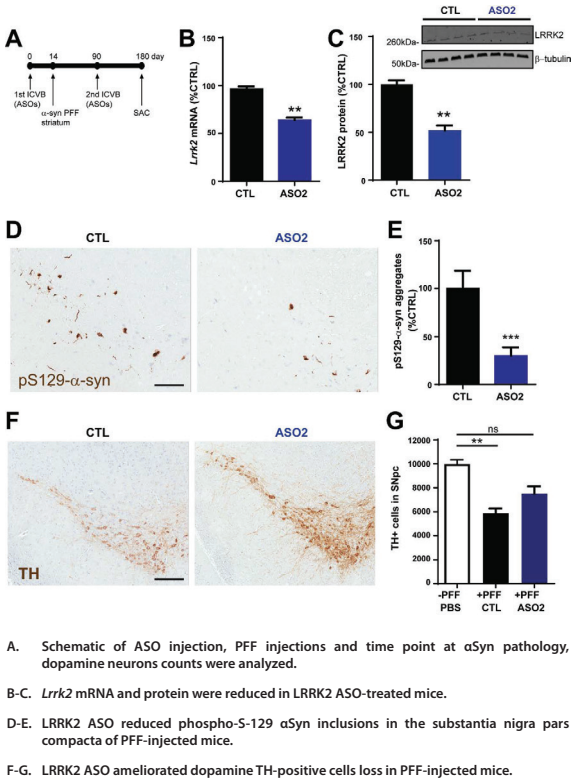 A
0 14 90 180 day
1st ICVB
(ASOs)
α-syn PFF
striatum
2nd ICVB
(ASOs)
SAC
B
Lrrk2 mRNA (%CTRL)
150
100
50
0
**
CTL ASO2
C
LRRK2 protein (%CTRL)
150
100
50
0
**
CTL ASO2
CTL ASO2
260kDa- LRRK2
50kDa- β-tubulin
D
CTL ASO2
pS129-α-syn
E
pS129-α-syn aggregates
(%CTRL)
150
100
50
0
***
CTL ASO2
F
CTL ASO2
TH
G
TH+ cells in SNpc
12000
10000
8000
6000
4000
2000
0
ns
**
-PFF +PFF +PFF
PBS CTL ASO2
A. Schematic of ASO injection, PFF injections and time point at αSyn pathology,
dopamine neurons counts were analyzed.
B-C. Lrrk2 mRNA and protein were reduced in LRRK2 ASO-treated mice.
D-E. LRRK2 ASO reduced phospho-S-129 αSyn inclusions in the substantia nigra pars
compacta of PFF-injected mice.
F-G. LRRK2 ASO ameliorated dopamine TH-positive cells loss in PFF-injected mice.